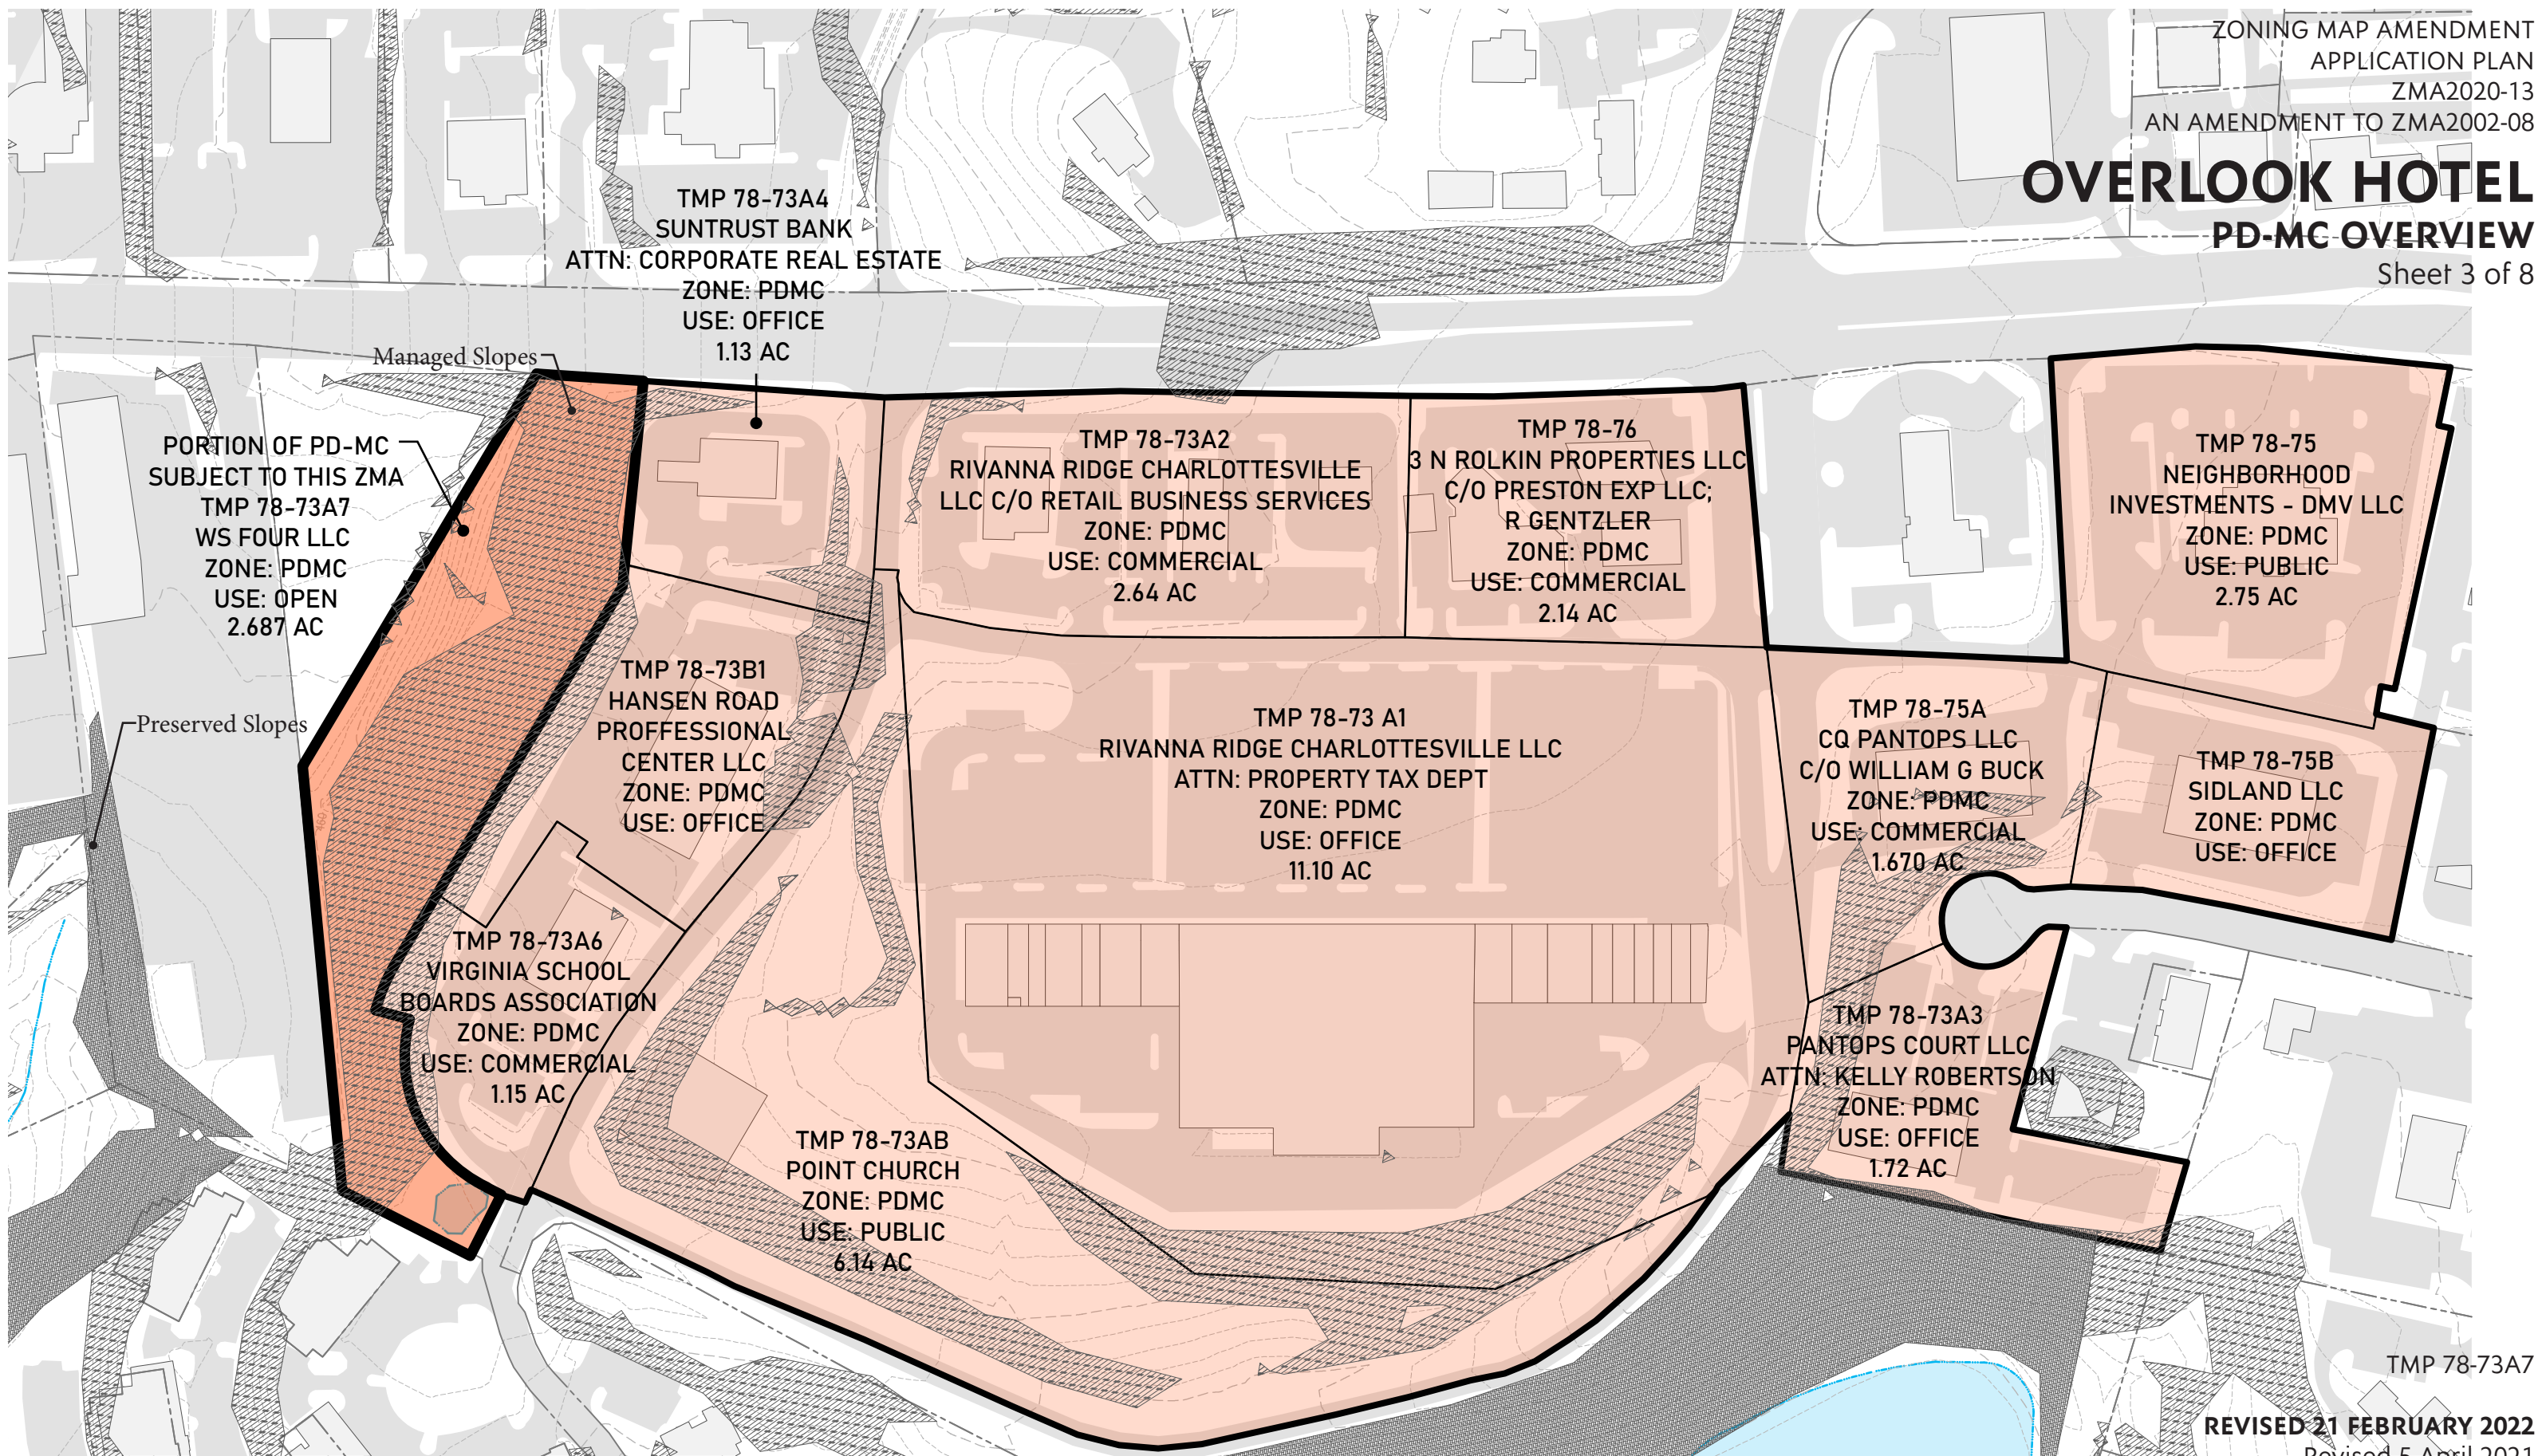 ZONING MAP AMENDMENT
APPLICATION PLAN
ZMA2020-13
AN AMENDMENT TO ZMA2002-08
OVERLOOK HOTEL
PD-MC OVERVIEW
Sheet 3 of 8
TMP 78-73A4
SUNTRUST BANK
ATTN: CORPORATE REAL ESTATE
ZONE: PDMC
USE: OFFICE
1.13 AC
Managed Slopes
PORTION OF PD-MC
SUBJECT TO THIS ZMA
TMP 78-73A7
WS FOUR LLC
ZONE: PDMC
USE: OPEN
2.687 AC
TMP 78-73A2
RIVANNA RIDGE CHARLOTTESVILLE
LLC C/O RETAIL BUSINESS SERVICES
ZONE: PDMC
USE: COMMERCIAL
2.64 AC
TMP 78-76
3 N ROLKIN PROPERTIES LLC
C/O PRESTON EXP LLC;
R GENTZLER
ZONE: PDMC
USE: COMMERCIAL
2.14 AC
TMP 78-75
NEIGHBORHOOD
INVESTMENTS - DMV LLC
ZONE: PDMC
USE: PUBLIC
2.75 AC
Preserved Slopes
TMP 78-73B1
HANSEN ROAD
PROFFESSIONAL
CENTER LLC
ZONE: PDMC
USE: OFFICE
TMP 78-73 A1
RIVANNA RIDGE CHARLOTTESVILLE LLC
ATTN: PROPERTY TAX DEPT
ZONE: PDMC
USE: OFFICE
11.10 AC
TMP 78-75A
CQ PANTOPS LLC
C/O WILLIAM G BUCK
ZONE: PDMC
USE: COMMERCIAL
1.670 AC
TMP 78-75B
SIDLAND LLC
ZONE: PDMC
USE: OFFICE
TMP 78-73A6
VIRGINIA SCHOOL
BOARDS ASSOCIATION
ZONE: PDMC
USE: COMMERCIAL
1.15 AC
TMP 78-73A3
PANTOPS COURT LLC
ATTN: KELLY ROBERTSON
ZONE: PDMC
USE: OFFICE
1.72 AC
TMP 78-73AB
POINT CHURCH
ZONE: PDMC
USE: PUBLIC
6.14 AC
TMP 78-73A7
REVISED 21 FEBRUARY 2022
Revised 5 April 2021